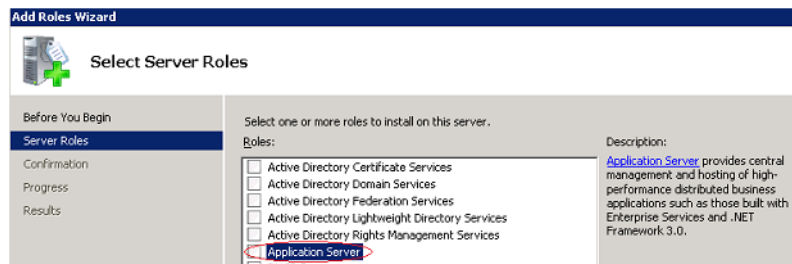 Add Roles Wizard
Select Server Roles
Before You Begin
Server Roles
Confirmation
Progress
Results
Select one or more roles to install on this server.
Roles:
Active Directory Certificate Services
Active Directory Domain Services
Active Directory Federation Services
Active Directory Lightweight Directory Services
Active Directory Rights Management Services
Application Server
Description:
Application Server provides central
management and hosting of high-
performance distributed business
applications such as those built with
Enterprise Services and .NET
Framework 3.0.